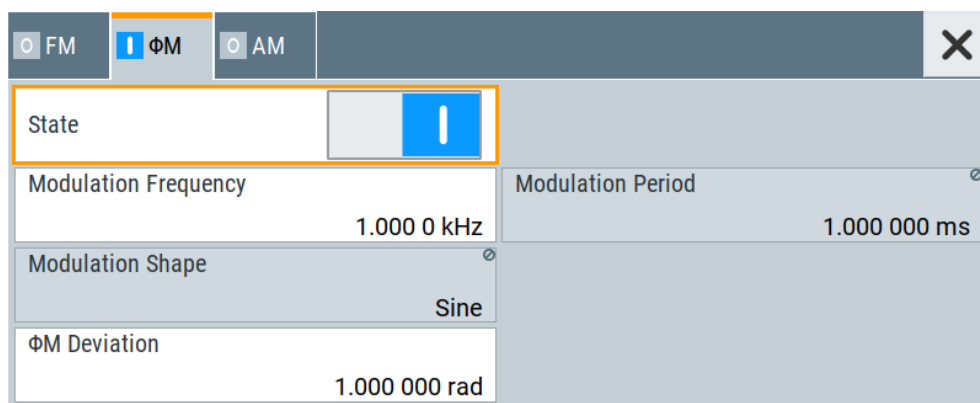 O FM I ΦM O AM
State
Modulation Frequency
1.000 0 kHz
Modulation Period
1.000 000 ms
Modulation Shape
Sine
ΦM Deviation
1.000 000 rad